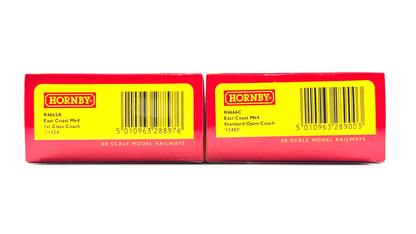 HORNBY
R4665A
East Coast Mk4
1st Class Coach
'11324'
5 010963 288976
00 SCALE MODEL RAILWAYS
HORNBY
R4666C
East Coast Mk4
Standard Open Coach
'12403'
5 010963 289003
00 SCALE MODEL RAILWAYS